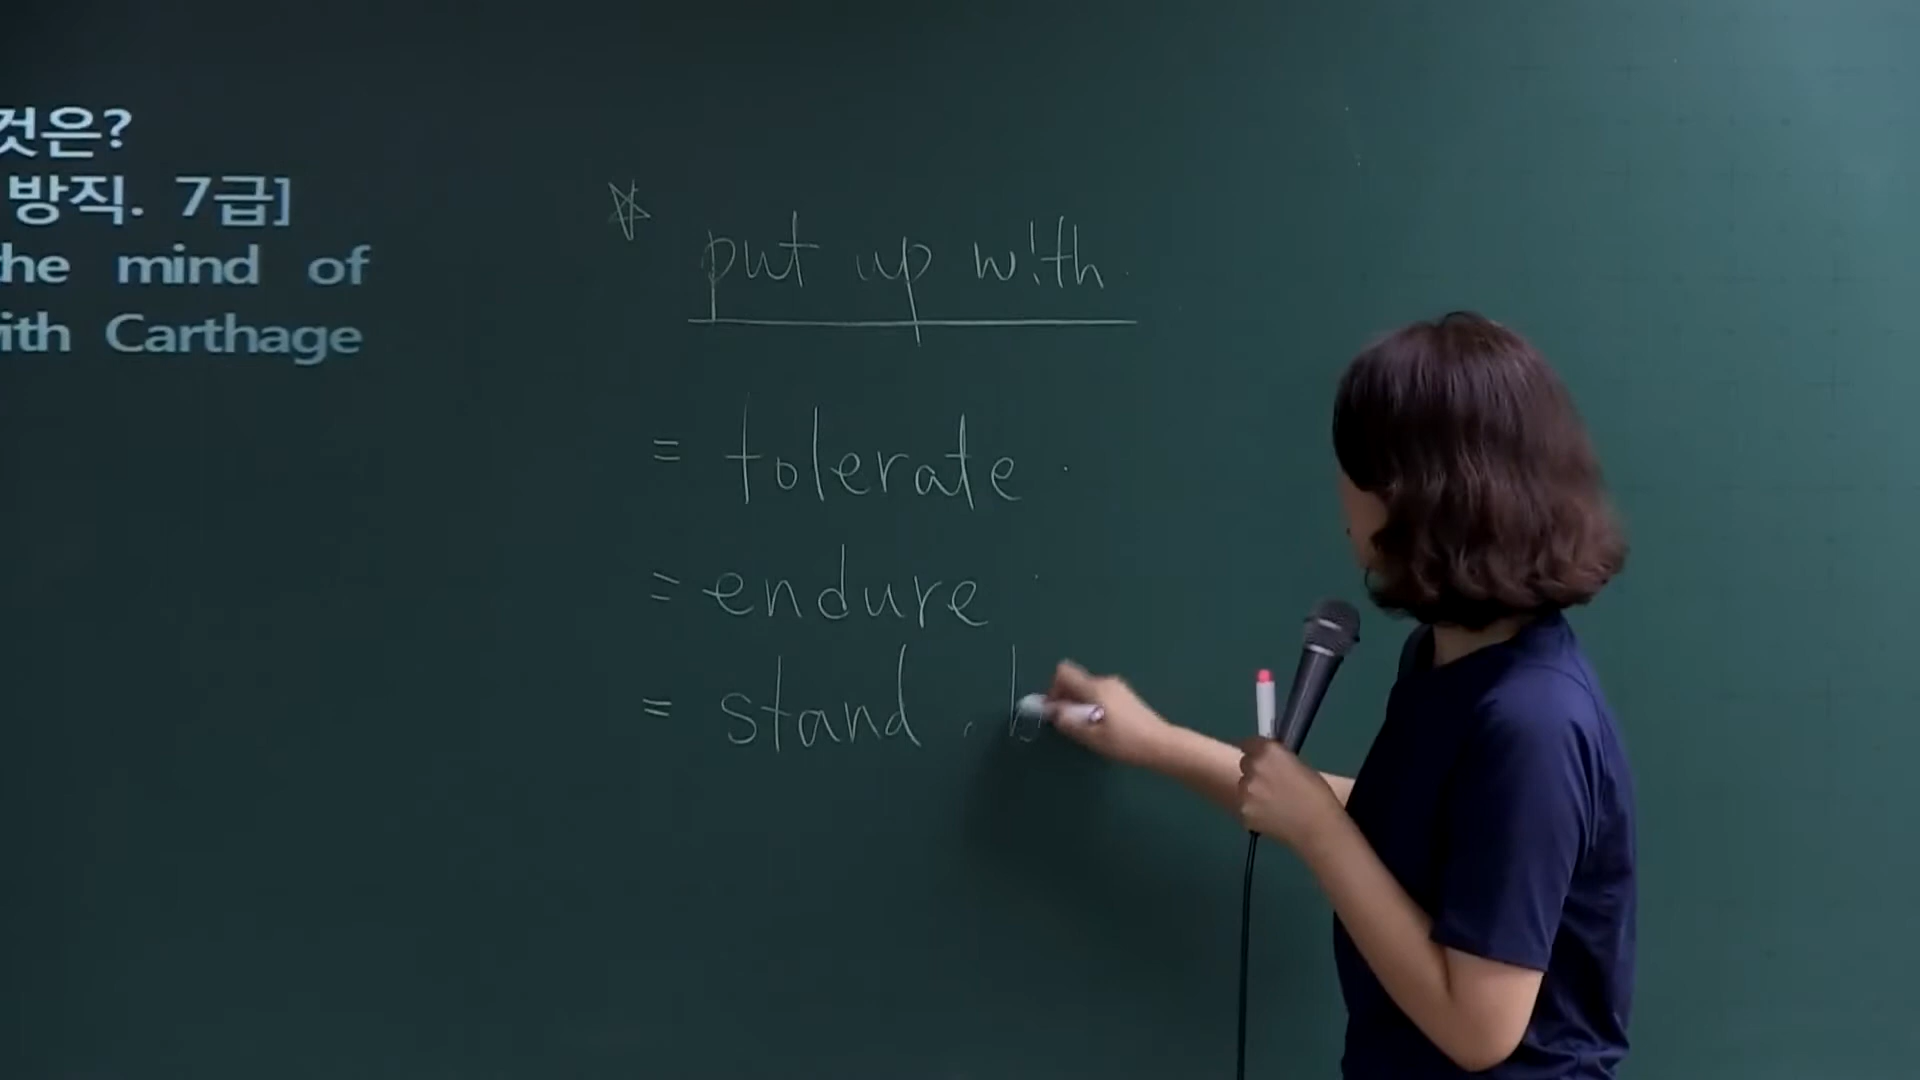 것은?
방직. 7급]
he mind of
ith Carthage
☆ put up with
= tolerate
= endure
= stand, b